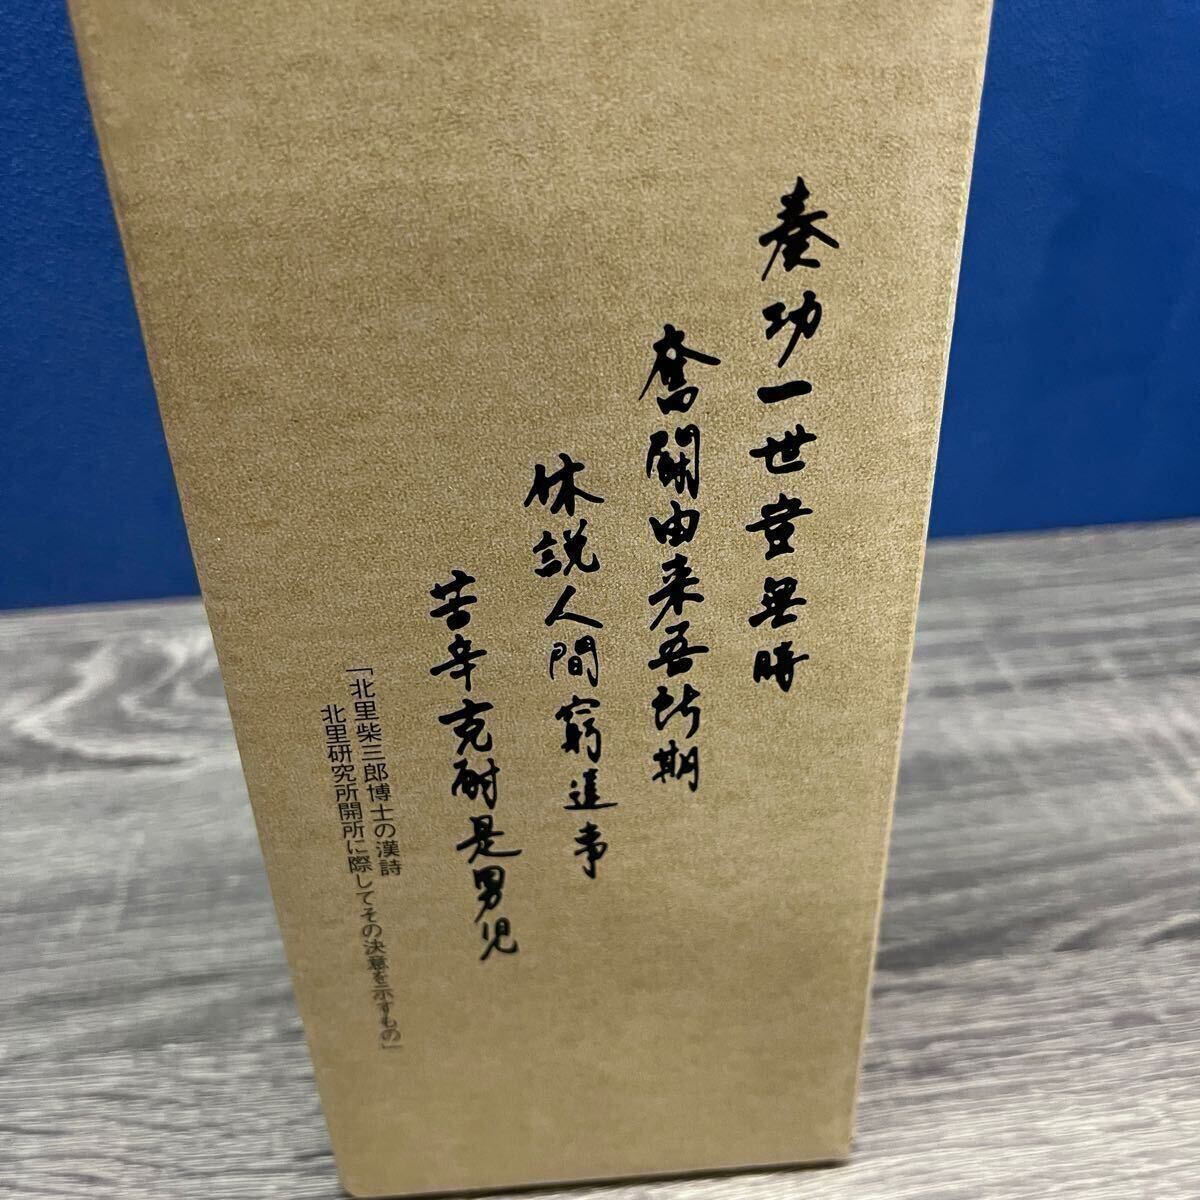 奏功一世豈無時
奮闘由来吾所期
休説人間窮達事
苦辛克耐是男児
「北里柴三郎博士の漢詩
北里研究所開所に際してその決意を示すもの」